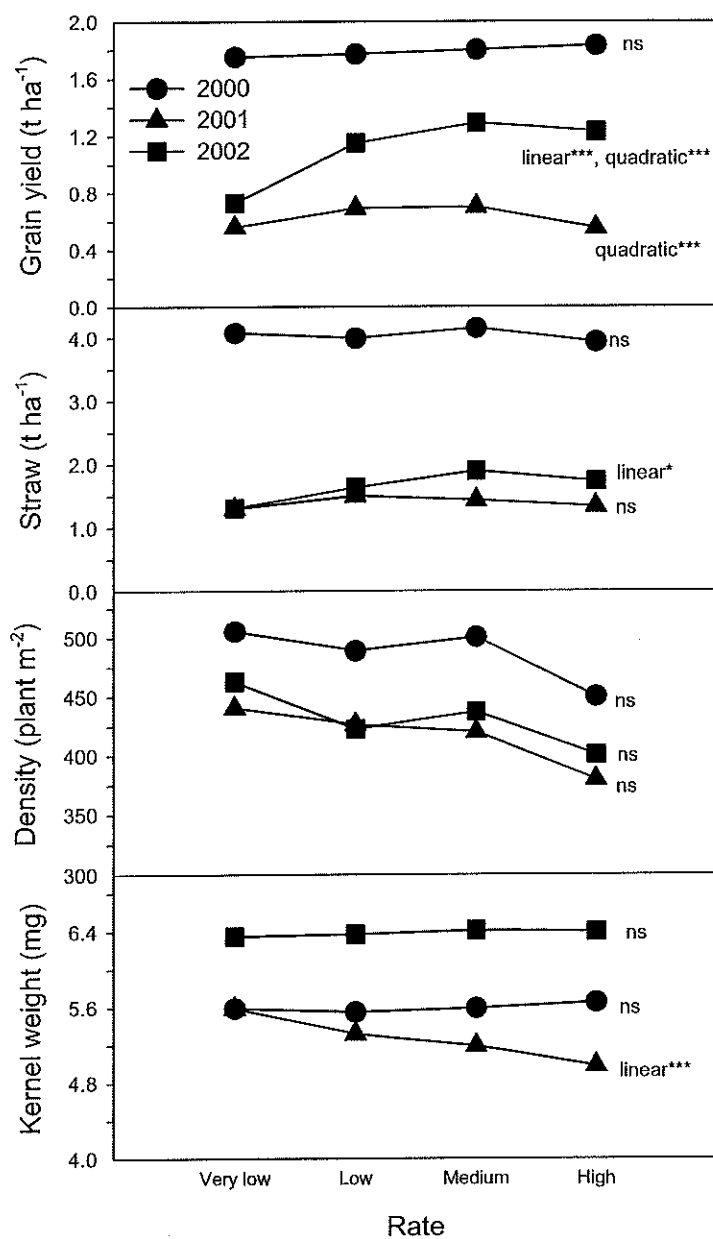 Grain yield (t ha⁻¹)
2.0
1.6
1.2
0.8
0.4
0.0
2000
2001
2002
ns
linear***, quadratic***
quadratic***
Straw (t ha⁻¹)
4.0
3.0
2.0
1.0
0.0
ns
linear*
ns
Density (plant m⁻²)
500
450
400
350
300
ns
ns
ns
Kernel weight (mg)
6.4
5.6
4.8
4.0
ns
ns
linear***
Very low Low Medium High
Rate